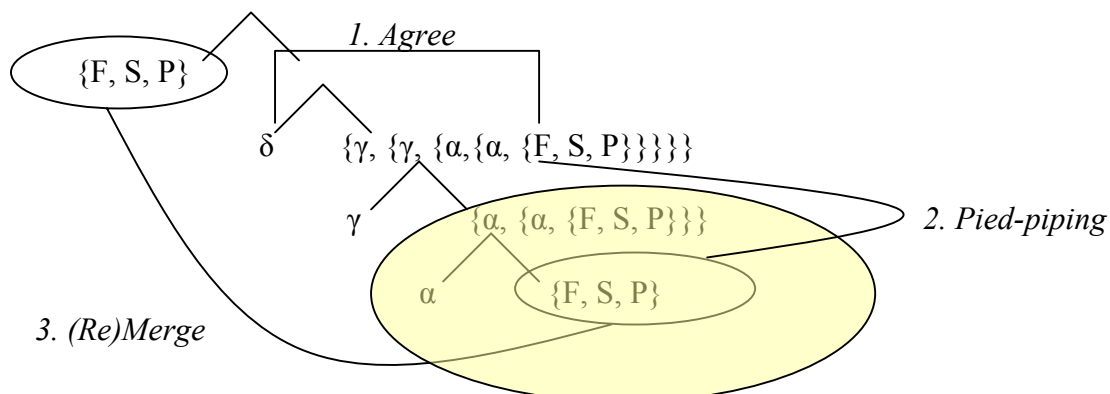 1. Agree
{F, S, P}
δ {γ, {γ, {α,{α, {F, S, P}}}}}
γ {α, {α, {F, S, P}}}
2. Pied-piping
α {F, S, P}
3. (Re)Merge